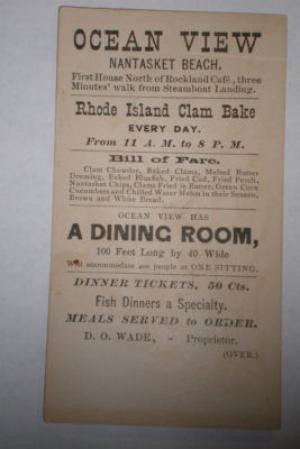 OCEAN VIEW
NANTASKET BEACH.
First House North of Rockland Café, three
Minutes' walk from Steamboat Landing.
Rhode Island Clam Bake
EVERY DAY.
From 11 A. M. to 8 P. M.
Bill of Fare.
Clam Chowder, Baked Clams, Melted Butter
Dressing, Baked Bluefish, Fried Cod, Fried Perch,
Nantasket Chips, Clams Fried in Batter, Green Corn
Cucumbers and Chilled Water Melon in their Season,
Brown and White Bread.
OCEAN VIEW HAS
A DINING ROOM,
100 Feet Long by 40 Wide
Will accommodate people at ONE SITTING.
DINNER TICKETS, 50 Cts.
Fish Dinners a Specialty.
MEALS SERVED to ORDER.
D. O. WADE, - Proprietor.
(OVER.)